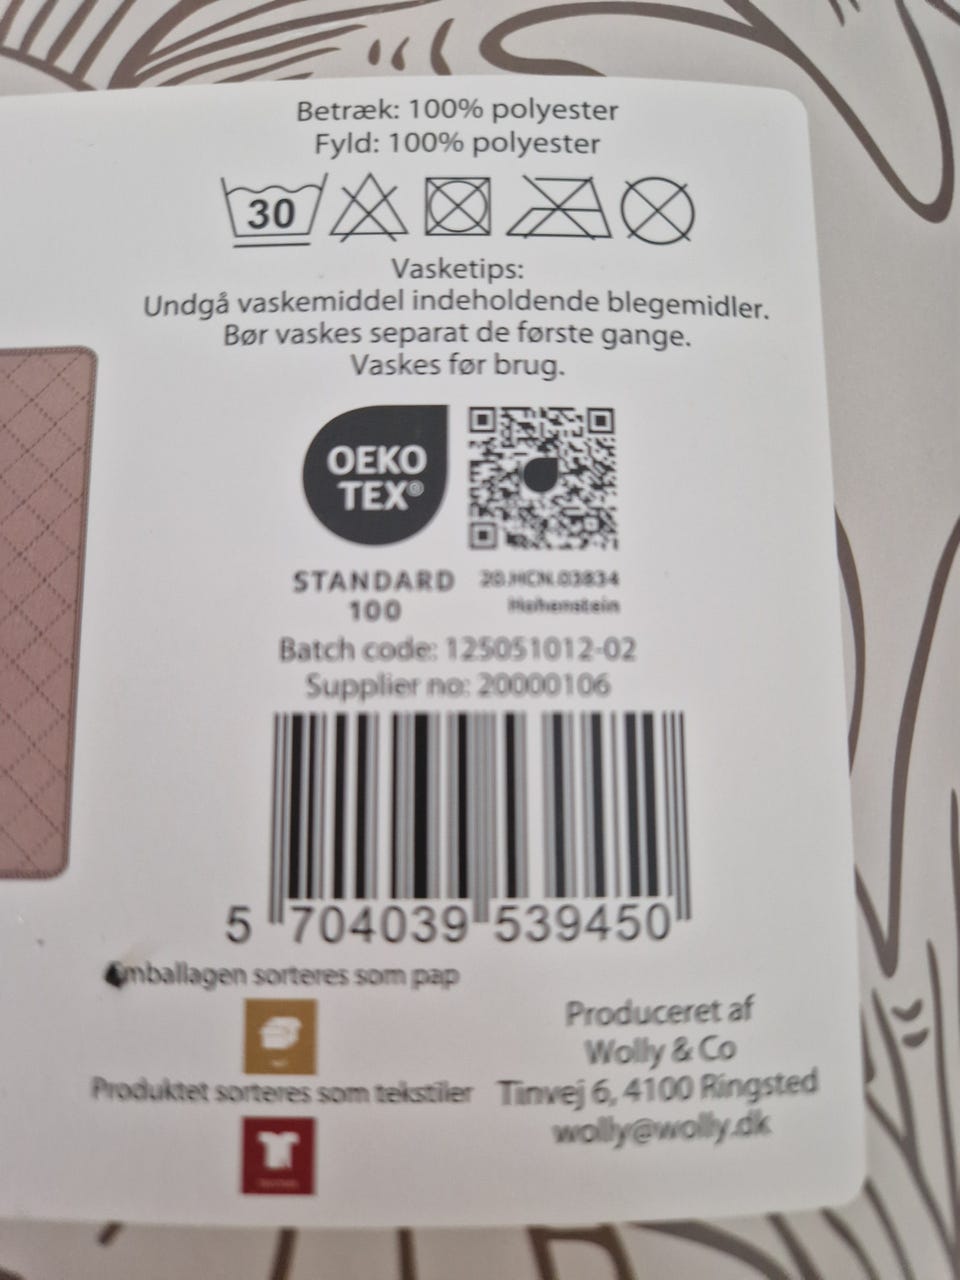 Betræk: 100% polyester
Fyld: 100% polyester
30
Vasketips:
Undgå vaskemiddel indeholdende blegemidler.
Bør vaskes separat de første gange.
Vaskes før brug.
OEKO
TEX®
STANDARD
100
20.HCN.03834
Hohenstein
Batch code: 125051012-02
Supplier no: 20000106
5 704039 539450
Emballagen sorteres som pap
Produktet sorteres som tekstiler
Produceret af
Wolly & Co
Tinvej 6, 4100 Ringsted
wolly@wolly.dk